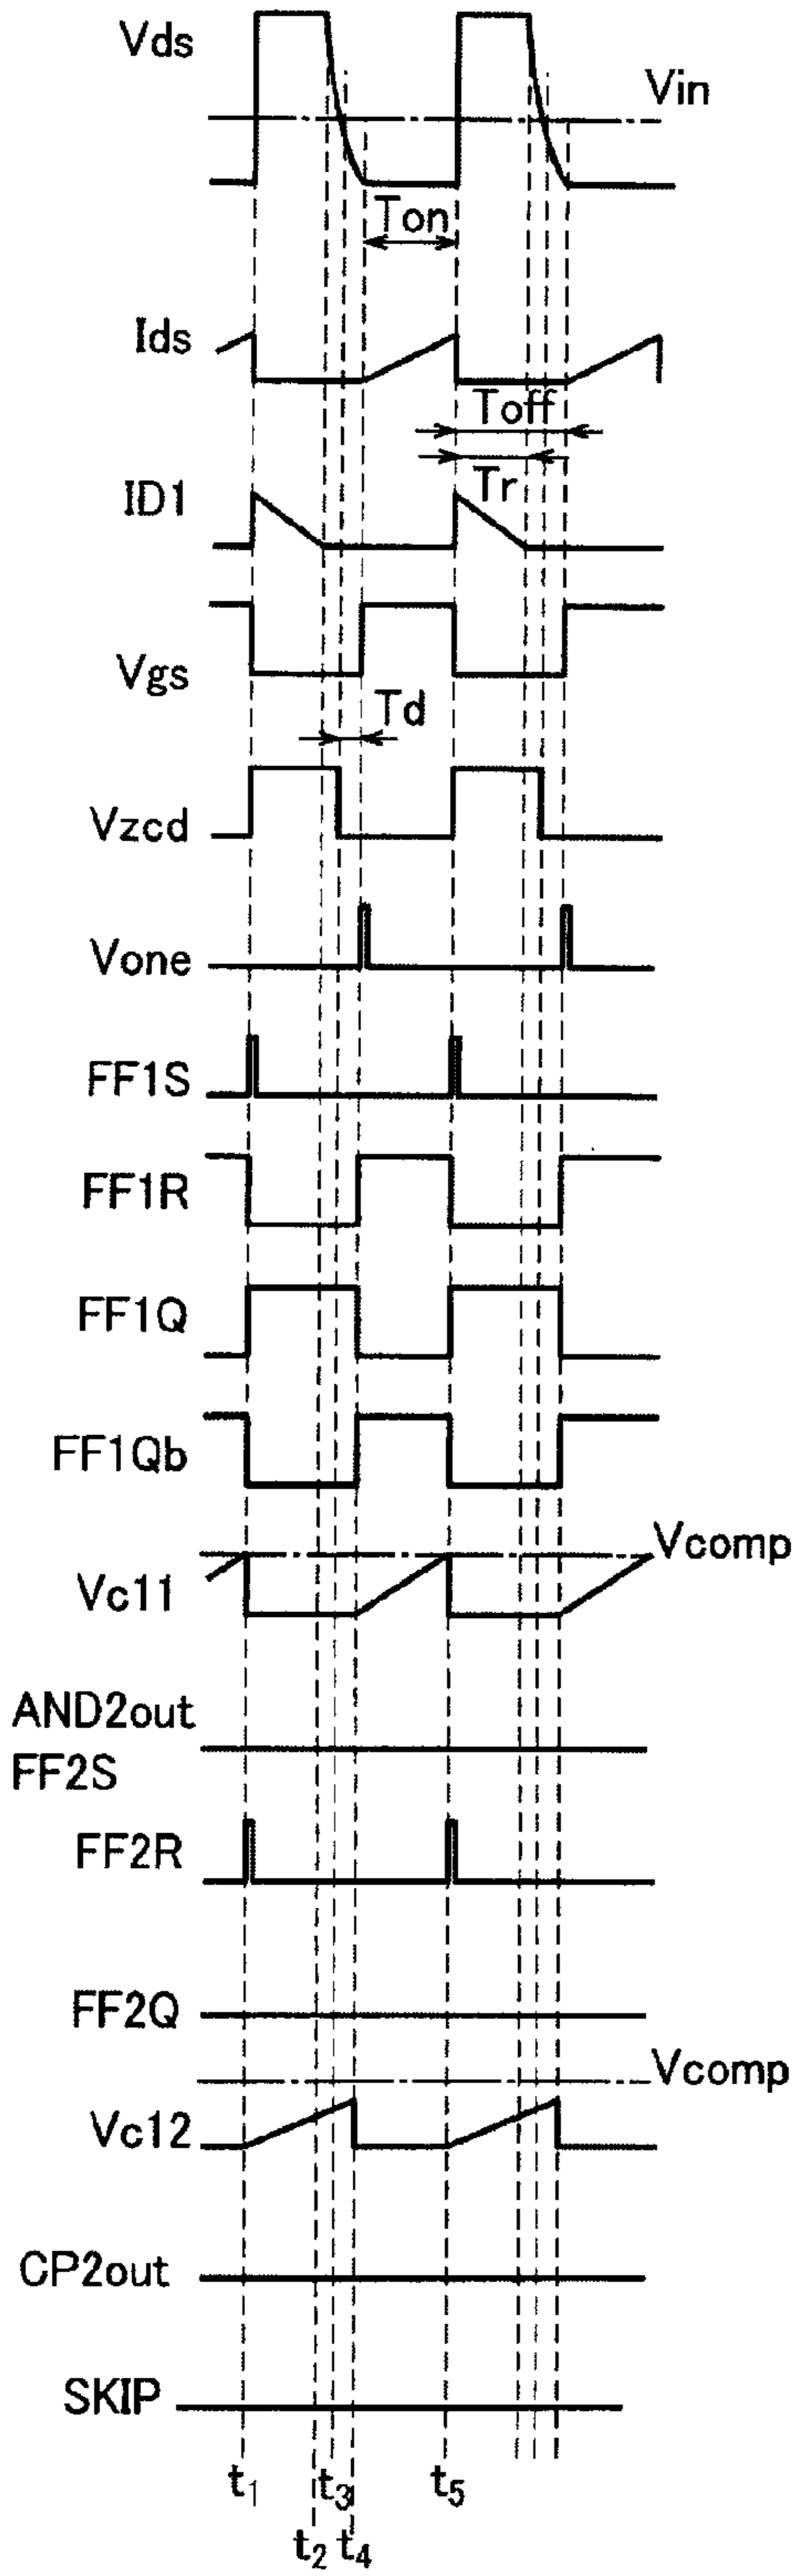 Vds
Vin
Ton
Ids
Toff
Tr
ID1
Vgs
Td
Vzcd
Vone
FF1S
FF1R
FF1Q
FF1Qb
Vcomp
Vc11
AND2out
FF2S
FF2R
FF2Q
Vcomp
Vc12
CP2out
SKIP
t1 t3 t5
t2 t4